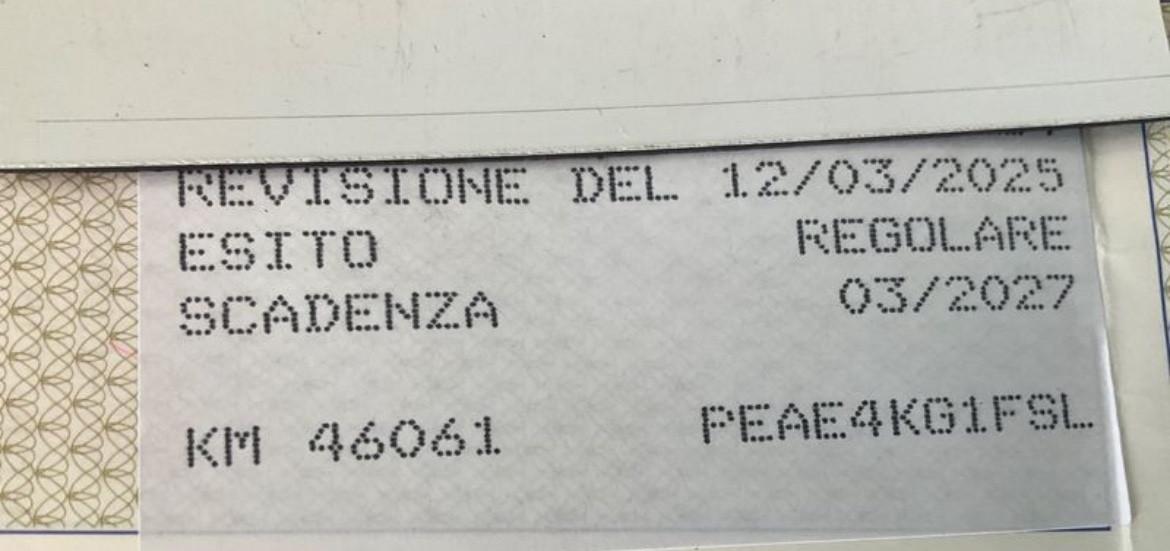 REVISIONE DEL 12/03/2025
ESITO REGOLARE
SCADENZA 03/2027
KM 46061 PEAE4KG1FSL